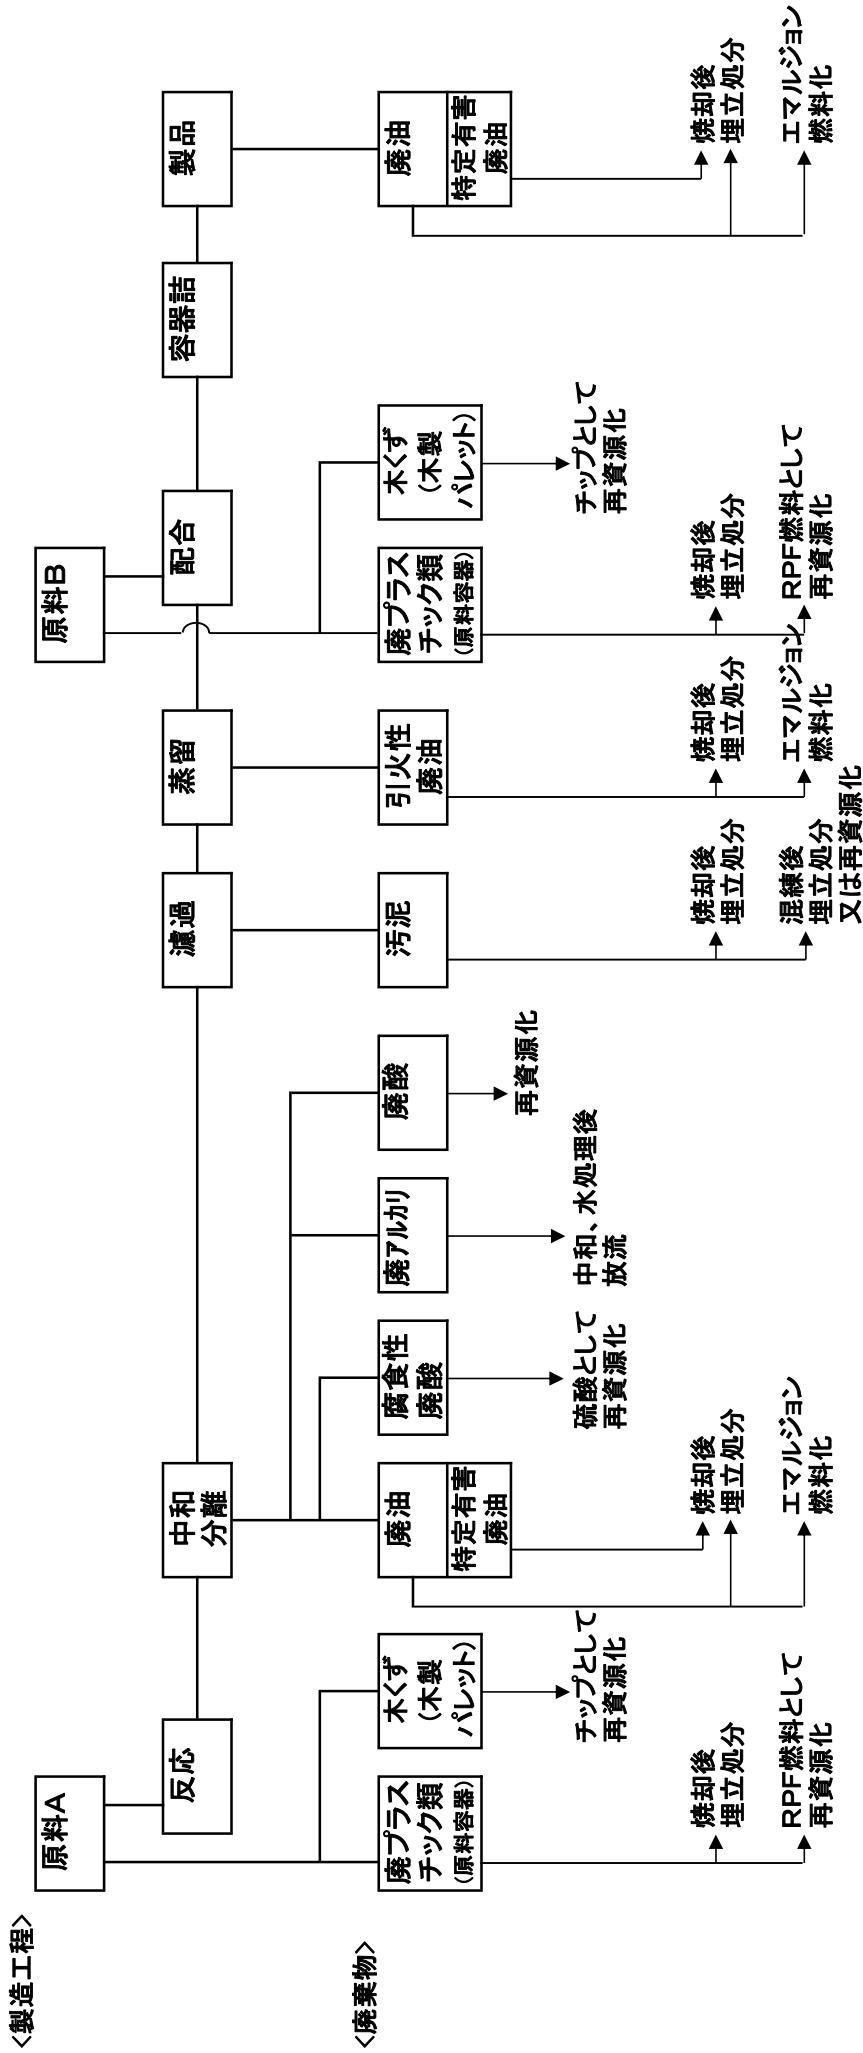 <製造工程>
原料A
原料B
反応
中和
分離
濾過
蒸留
配合
容器詰
製品
<廃棄物>
廃プラス
チック類
(原料容器)
木くず
(木製
パレット)
廃油
特定有害
廃油
腐食性
廃酸
廃アルカリ
廃酸
汚泥
引火性
廃油
廃プラス
チック類
(原料容器)
木くず
(木製
パレット)
廃油
特定有害
廃油
焼却後
埋立処分
RPF燃料として
再資源化
チップとして
再資源化
焼却後
埋立処分
エマルジョン
燃料化
硫酸として
再資源化
中和、水処理後
放流
再資源化
焼却後
埋立処分
混練後
埋立処分
又は再資源化
焼却後
埋立処分
エマルジョン
燃料化
焼却後
埋立処分
RPF燃料として
再資源化
チップとして
再資源化
焼却後
埋立処分
エマルジョン
燃料化